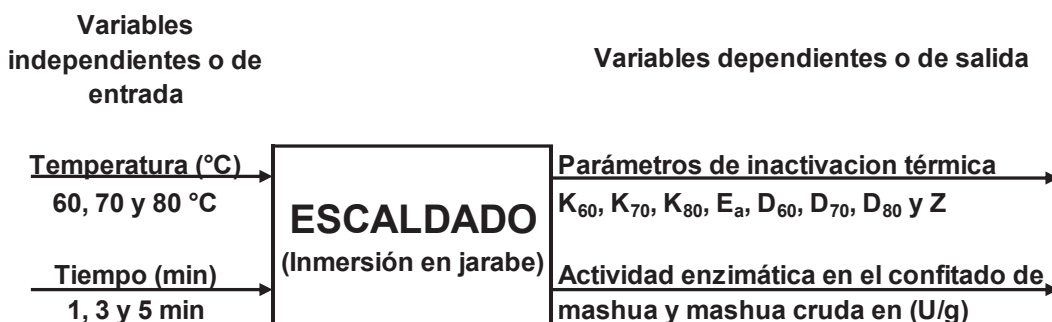 Variables
independientes o de
entrada
Variables dependientes o de salida
Temperatura (°C)
60, 70 y 80 °C
Tiempo (min)
1, 3 y 5 min
ESCALDADO
(Inmersión en jarabe)
Parámetros de inactivacion térmica
K₆₀, K₇₀, K₈₀, Eₐ, D₆₀, D₇₀, D₈₀ y Z
Actividad enzimática en el confitado de
mashua y mashua cruda en (U/g)